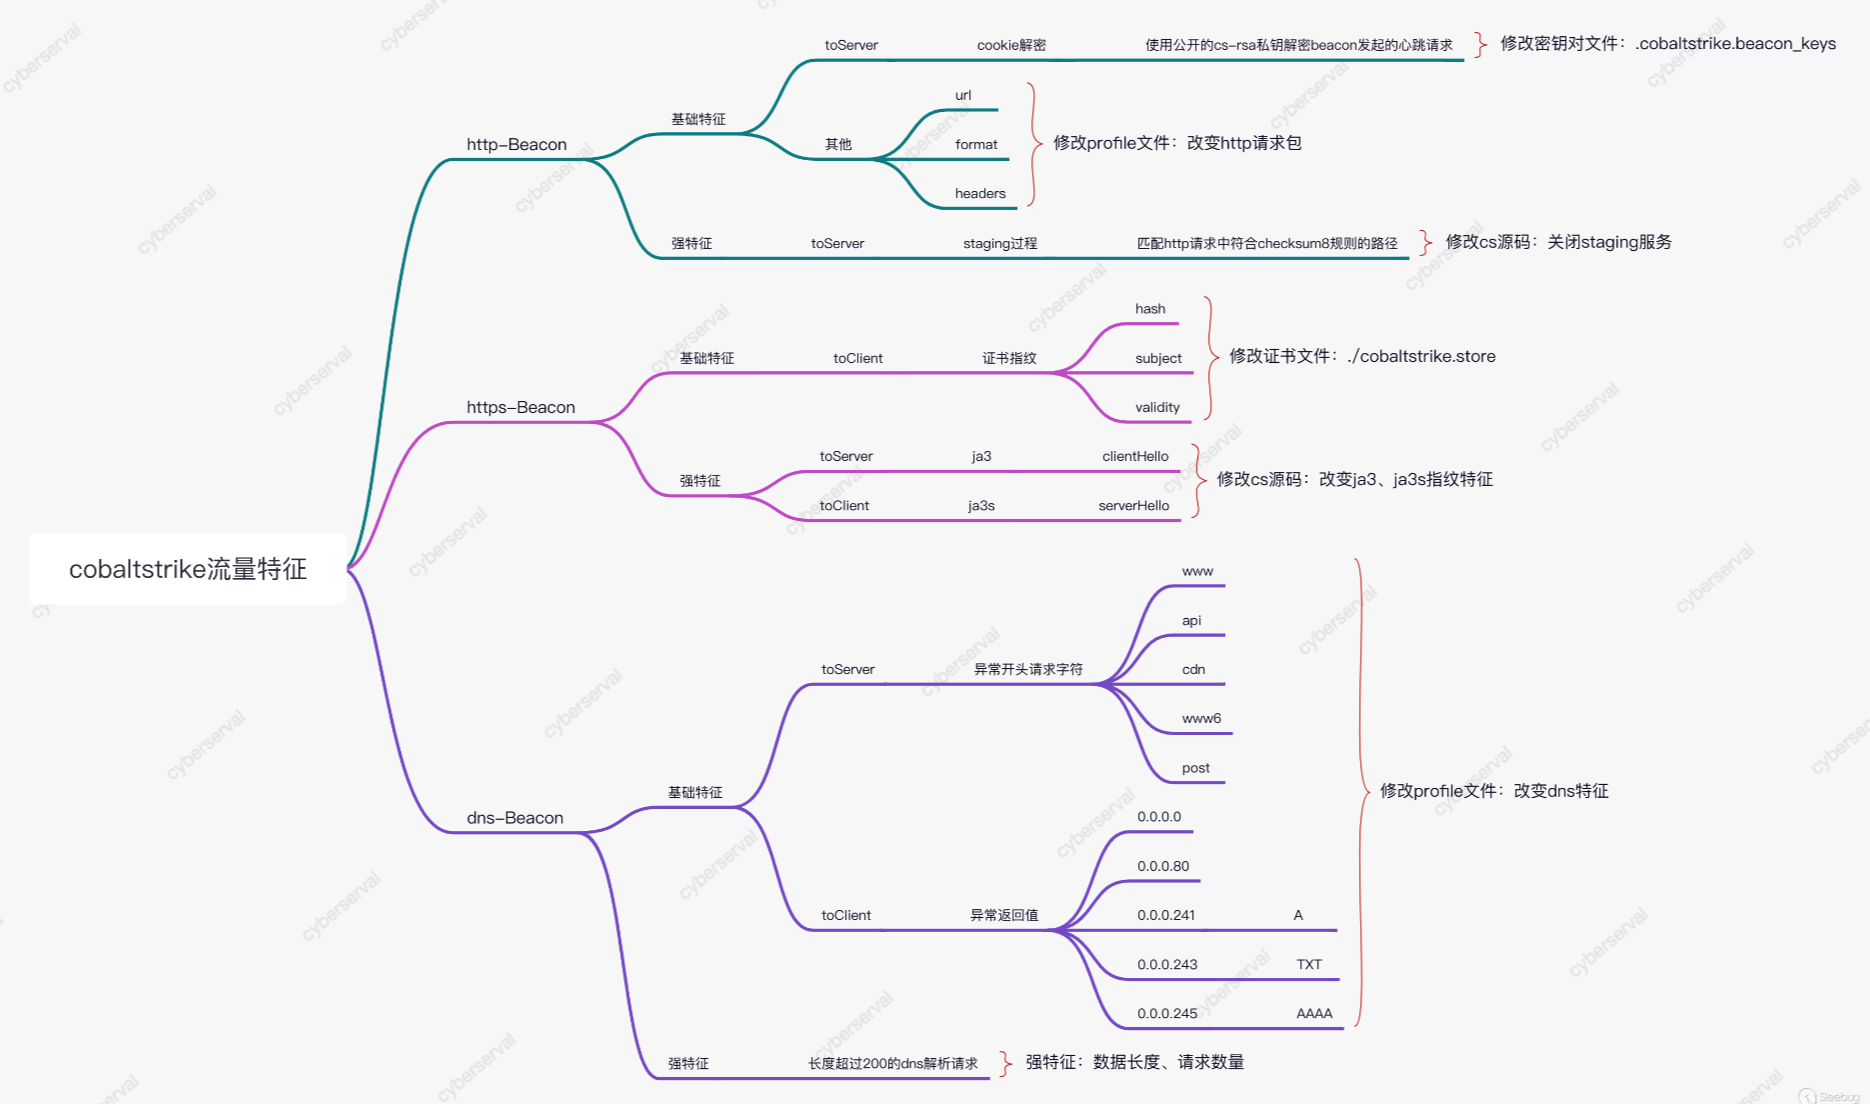 cobaltstrike流量特征
http-Beacon
基础特征
toServer
cookie解密
使用公开的cs-rsa私钥解密beacon发起的心跳请求
修改密钥对文件：.cobaltstrike.beacon_keys
其他
url
format
headers
修改profile文件：改变http请求包
强特征
toServer
staging过程
匹配http请求中符合checksum8规则的路径
修改cs源码：关闭staging服务
https-Beacon
基础特征
toClient
证书指纹
hash
subject
validity
修改证书文件：./cobaltstrike.store
强特征
toServer
ja3
clientHello
toClient
ja3s
serverHello
修改cs源码：改变ja3、ja3s指纹特征
dns-Beacon
基础特征
toServer
异常开头请求字符
www
api
cdn
www6
post
toClient
异常返回值
0.0.0.0
0.0.0.80
0.0.0.241
A
0.0.0.243
TXT
0.0.0.245
AAAA
修改profile文件：改变dns特征
强特征
长度超过200的dns解析请求
强特征：数据长度、请求数量
cyberserval
Seebug